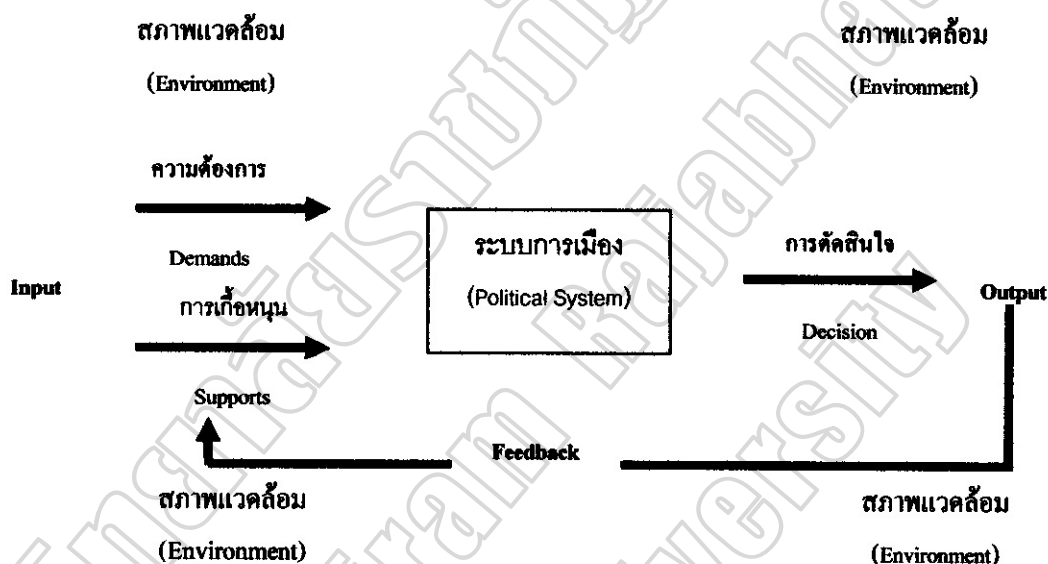 สภาพแวดล้อม
(Environment)
สภาพแวดล้อม
(Environment)
ความต้องการ
Demands
Input
การเกื้อหนุน
Supports
ระบบการเมือง
(Political System)
การตัดสินใจ
Decision
Output
Feedback
สภาพแวดล้อม
(Environment)
สภาพแวดล้อม
(Environment)